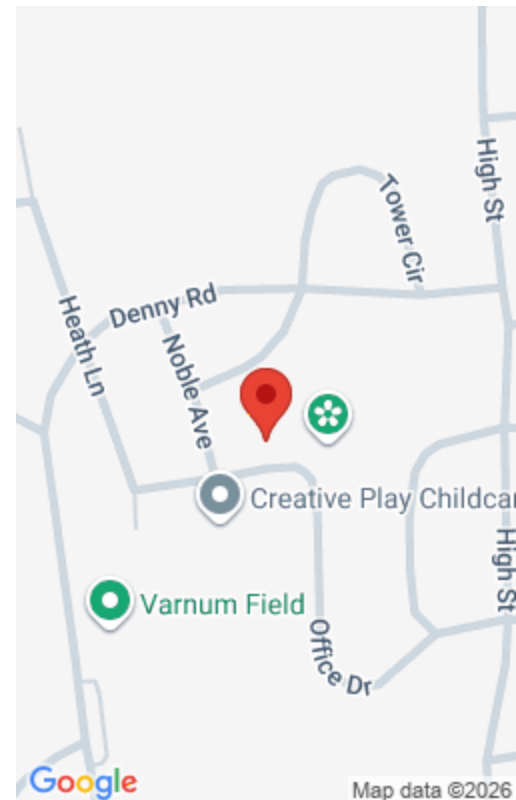 High St
Tower Cir
Denny Rd
Heath Ln
Noble Ave
Creative Play Childcar
High St
Varnum Field
Office Dr
Google
Map data ©2026